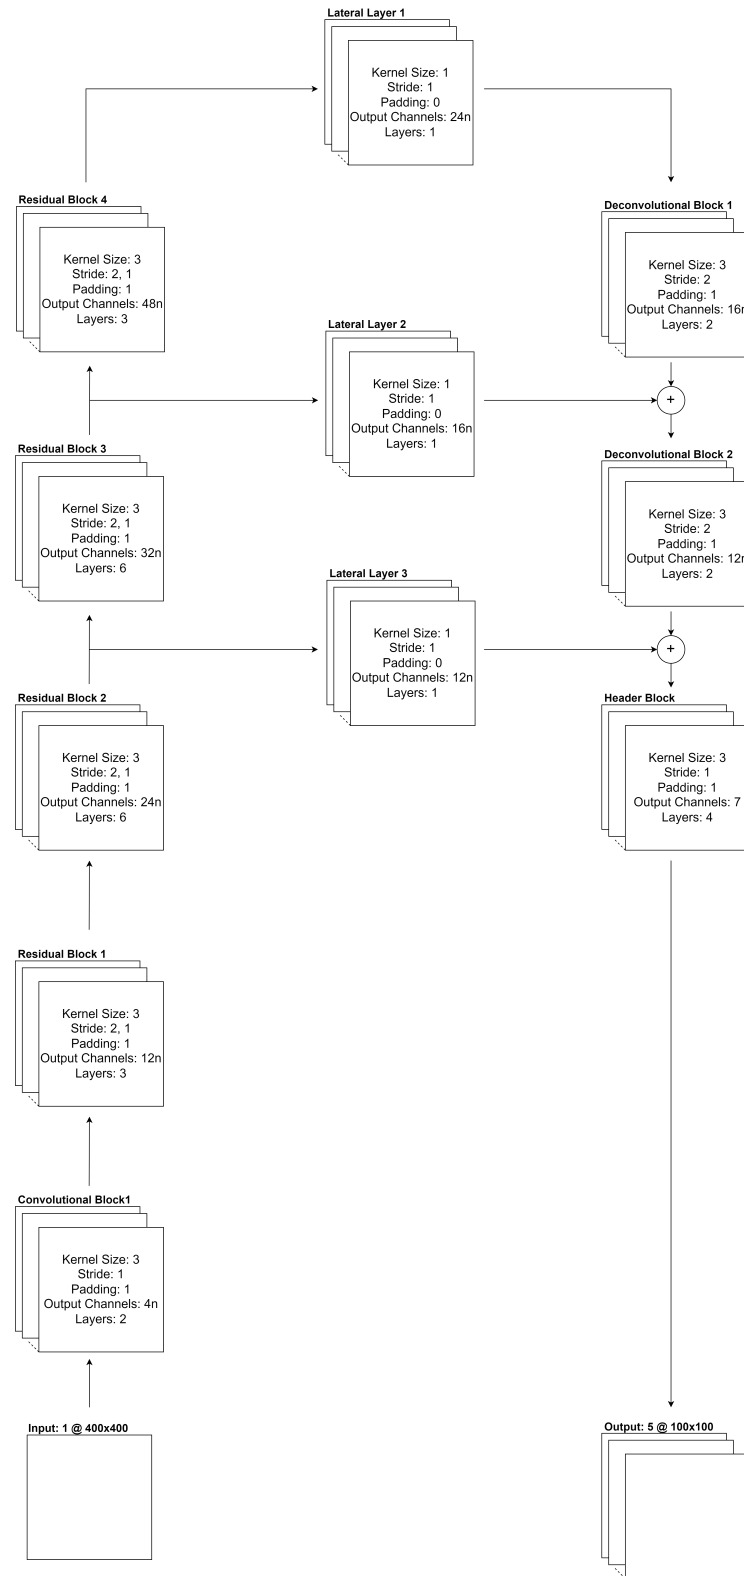 Lateral Layer 1
Kernel Size: 1
Stride: 1
Padding: 0
Output Channels: 24n
Layers: 1
Residual Block 4
Kernel Size: 3
Stride: 2, 1
Padding: 1
Output Channels: 48n
Layers: 3
Deconvolutional Block 1
Kernel Size: 3
Stride: 2
Padding: 1
Output Channels: 16n
Layers: 2
Lateral Layer 2
Kernel Size: 1
Stride: 1
Padding: 0
Output Channels: 16n
Layers: 1
+
Residual Block 3
Kernel Size: 3
Stride: 2, 1
Padding: 1
Output Channels: 32n
Layers: 6
Deconvolutional Block 2
Kernel Size: 3
Stride: 2
Padding: 1
Output Channels: 12n
Layers: 2
Lateral Layer 3
Kernel Size: 1
Stride: 1
Padding: 0
Output Channels: 12n
Layers: 1
+
Residual Block 2
Kernel Size: 3
Stride: 2, 1
Padding: 1
Output Channels: 24n
Layers: 6
Header Block
Kernel Size: 3
Stride: 1
Padding: 1
Output Channels: 7
Layers: 4
Residual Block 1
Kernel Size: 3
Stride: 2, 1
Padding: 1
Output Channels: 12n
Layers: 3
Convolutional Block1
Kernel Size: 3
Stride: 1
Padding: 1
Output Channels: 4n
Layers: 2
Input: 1 @ 400x400
Output: 5 @ 100x100